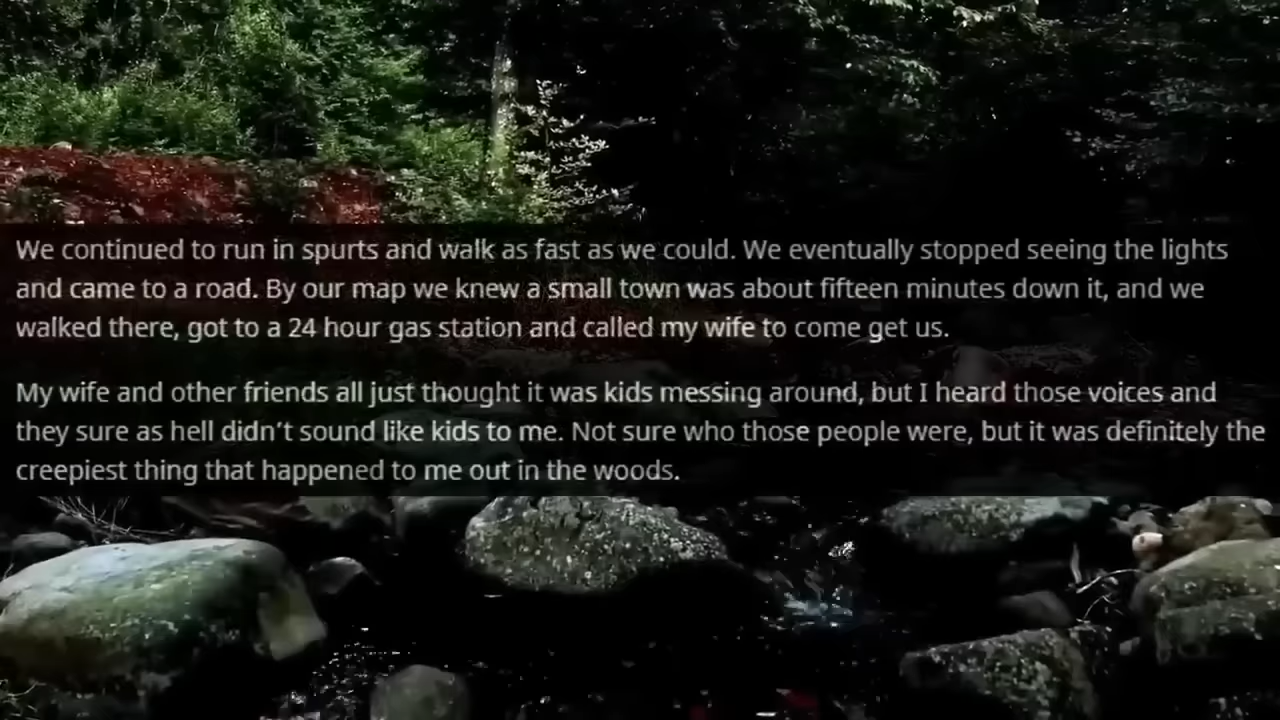 We continued to run in spurts and walk as fast as we could. We eventually stopped seeing the lights
and came to a road. By our map we knew a small town was about fifteen minutes down it, and we
walked there, got to a 24 hour gas station and called my wife to come get us.
My wife and other friends all just thought it was kids messing around, but I heard those voices and
they sure as hell didn't sound like kids to me. Not sure who those people were, but it was definitely the
creepiest thing that happened to me out in the woods.